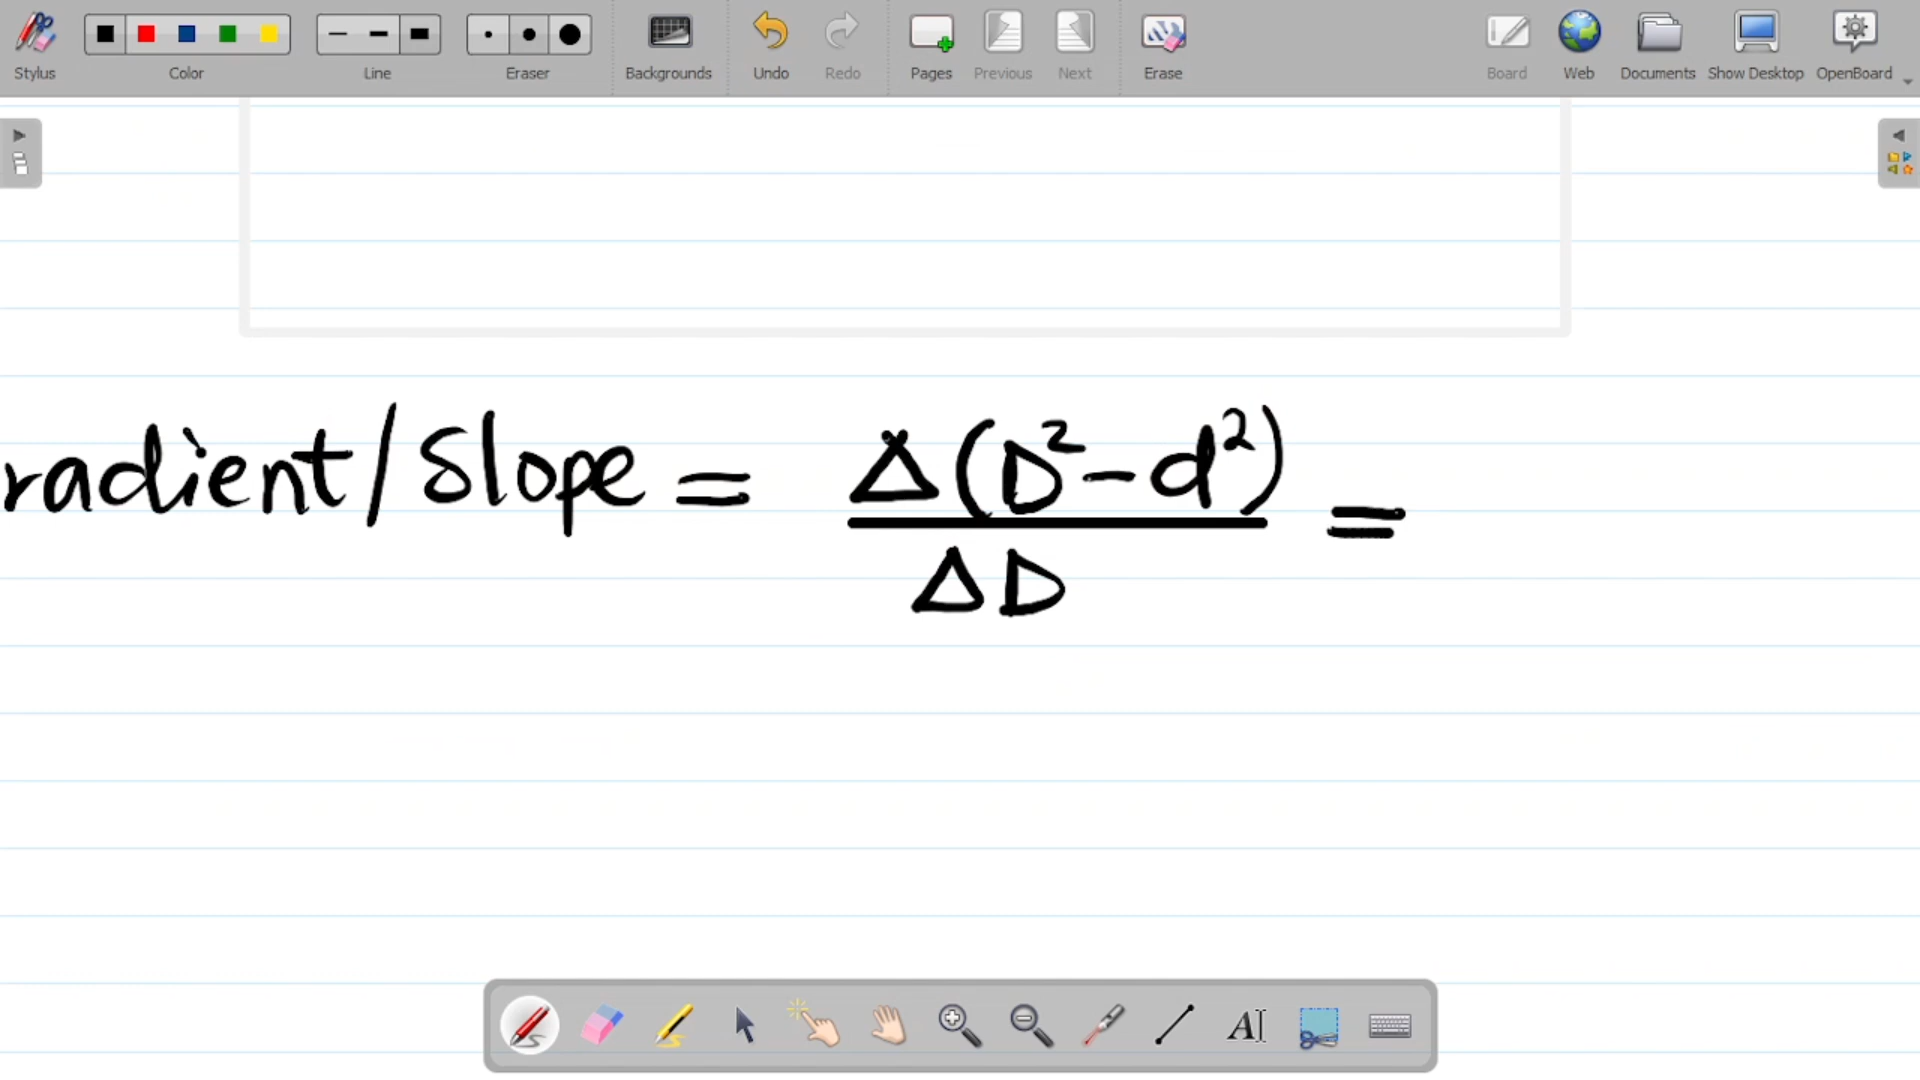 Stylus
Color
Line
Eraser
Backgrounds
Undo
Redo
Pages
Previous
Next
Erase
Board
Web
Documents
Show Desktop
OpenBoard
radient/Slope = Δ(D²-d²) =
ΔD
AI